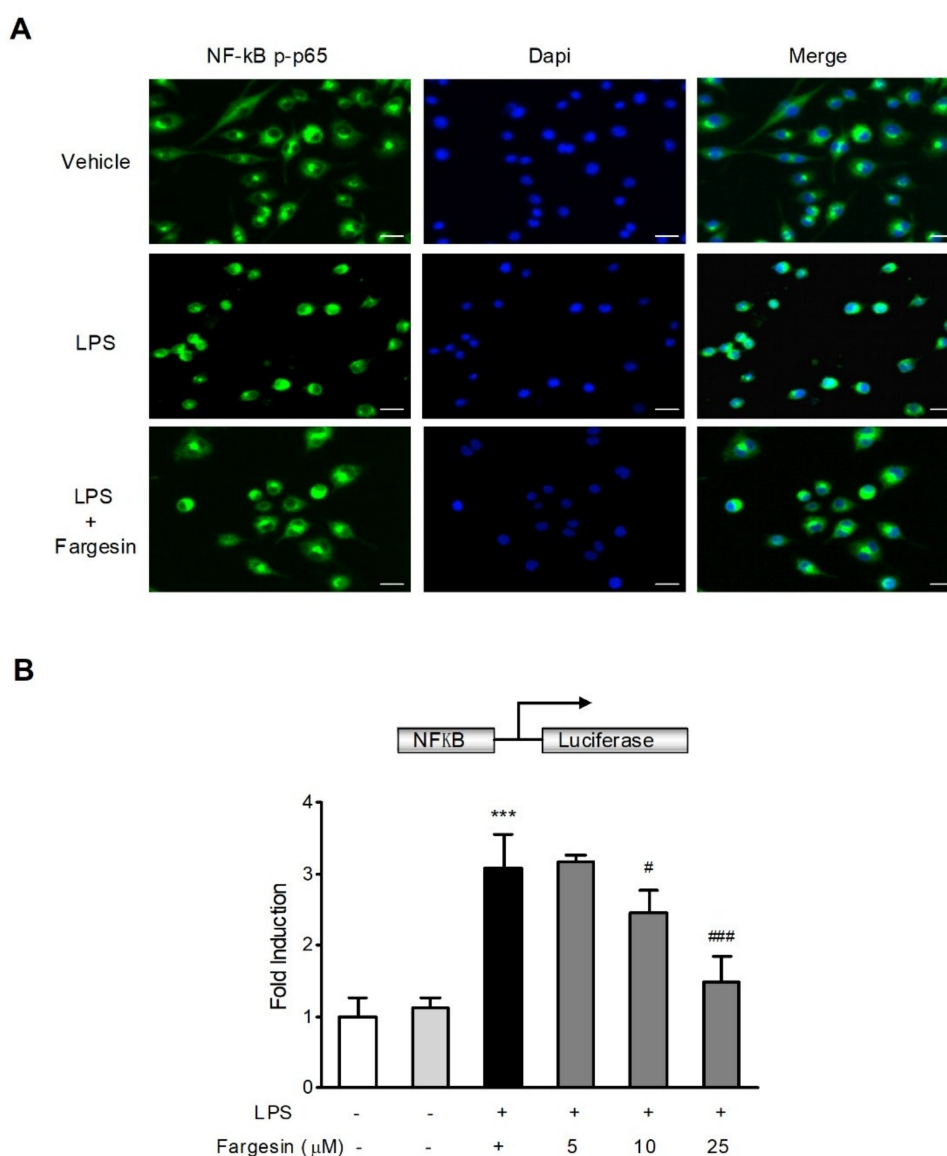 A
NF-kB p-p65 Dapi Merge
Vehicle
LPS
LPS
+
Fargesin
B
NFKB Luciferase
Fold Induction
4
3
2
1
0
***
#
###
LPS - - + + + +
Fargesin (μM) - - + 5 10 25